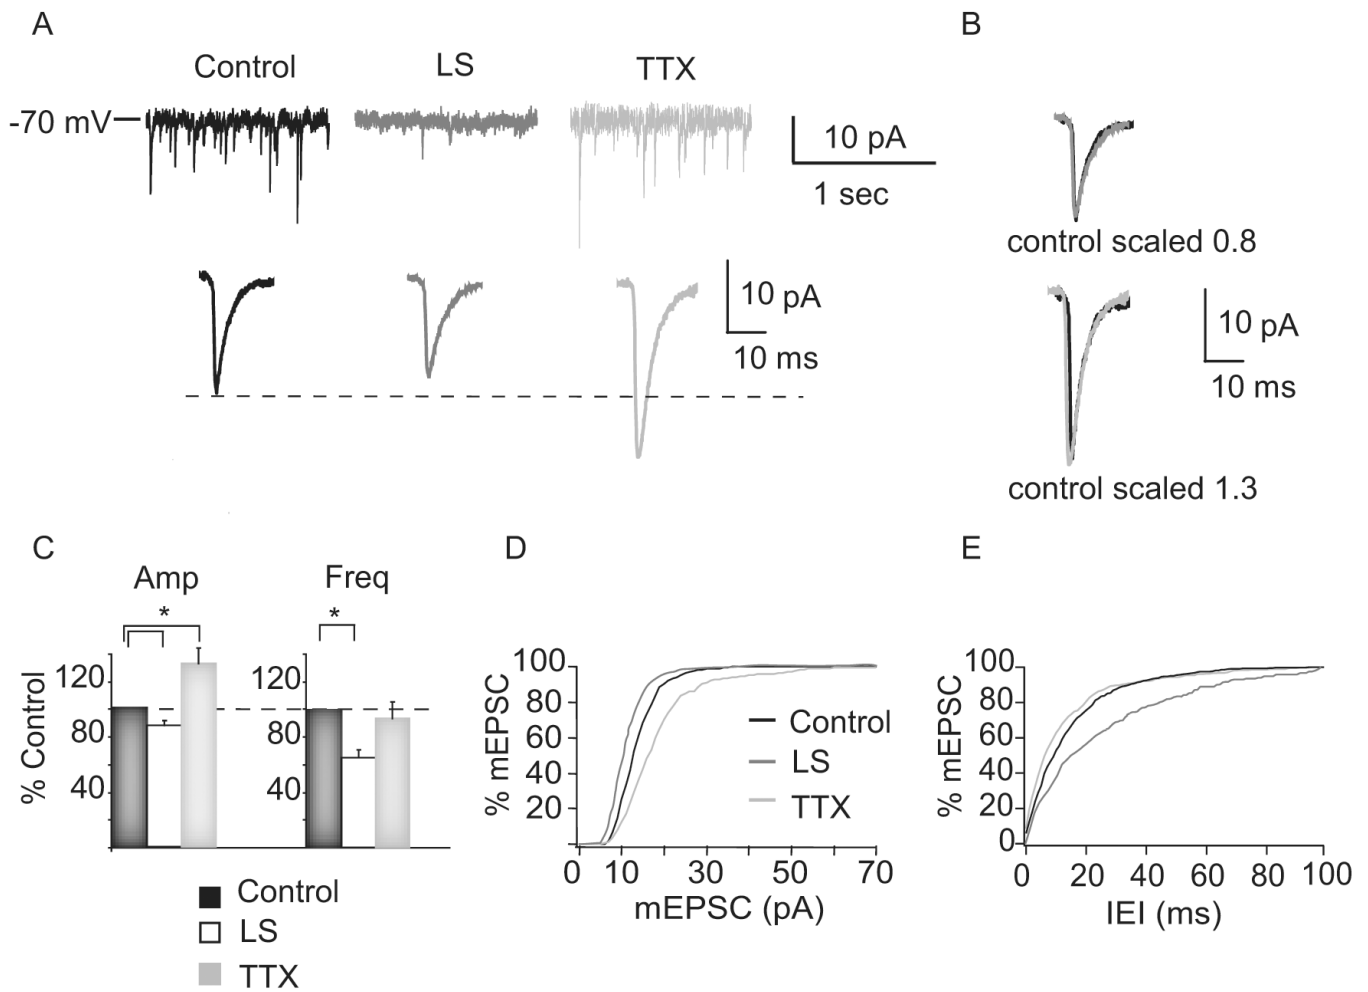 A
B
Control
LS
TTX
-70 mV
10 pA
1 sec
control scaled 0.8
10 pA
10 ms
10 pA
10 ms
control scaled 1.3
C
D
E
Amp
Freq
*
*
% Control
120
80
40
120
80
40
Control
LS
TTX
% mEPSC
100
80
60
40
20
Control
LS
TTX
0
10
30
50
70
mEPSC (pA)
% mEPSC
100
80
60
40
20
0
0
20
40
60
80
100
IEI (ms)